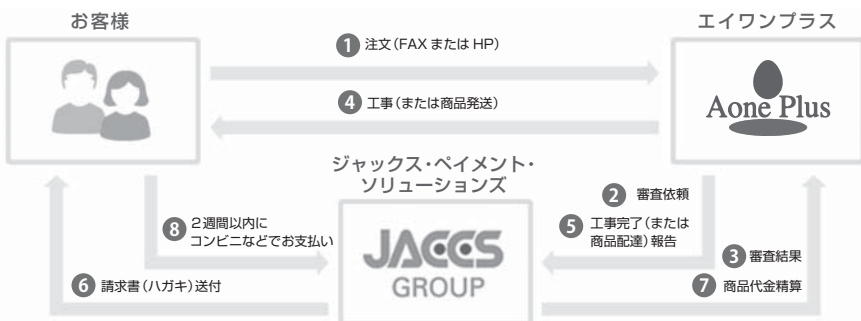 お客様
エイワンプラス
1 注文(FAX または HP)
Aone Plus
4 工事(または商品発送)
ジャックス・ペイメント・
ソリューションズ
2 審査依頼
8 2週間以内に
コンビニなどでお支払い
5 工事完了(または
商品配達)報告
JACCS
GROUP
3 審査結果
6 請求書(ハガキ)送付
7 商品代金精算